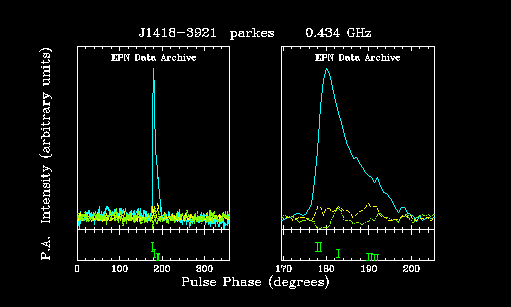 J1418-3921 parkes 0.434 GHz
EPN Data Archive EPN Data Archive
P.A. Intensity (arbitrary units)
0 100 200 300 170 180 190 200
Pulse Phase (degrees)